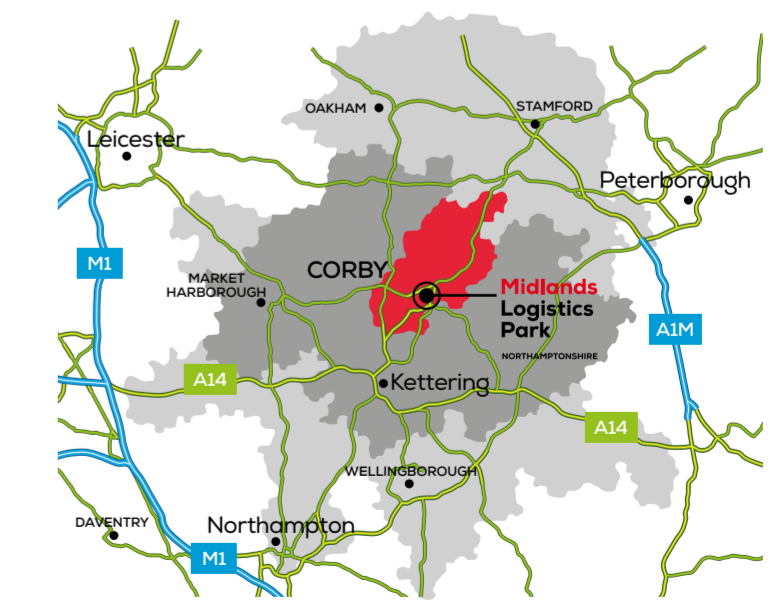 OAKHAM
STAMFORD
Leicester
Peterborough
M1
CORBY
MARKET
HARBOROUGH
Midlands
Logistics
Park
NORTHAMPTONSHIRE
A1M
A14
Kettering
A14
WELLINGBOROUGH
DAVENTRY
Northampton
M1